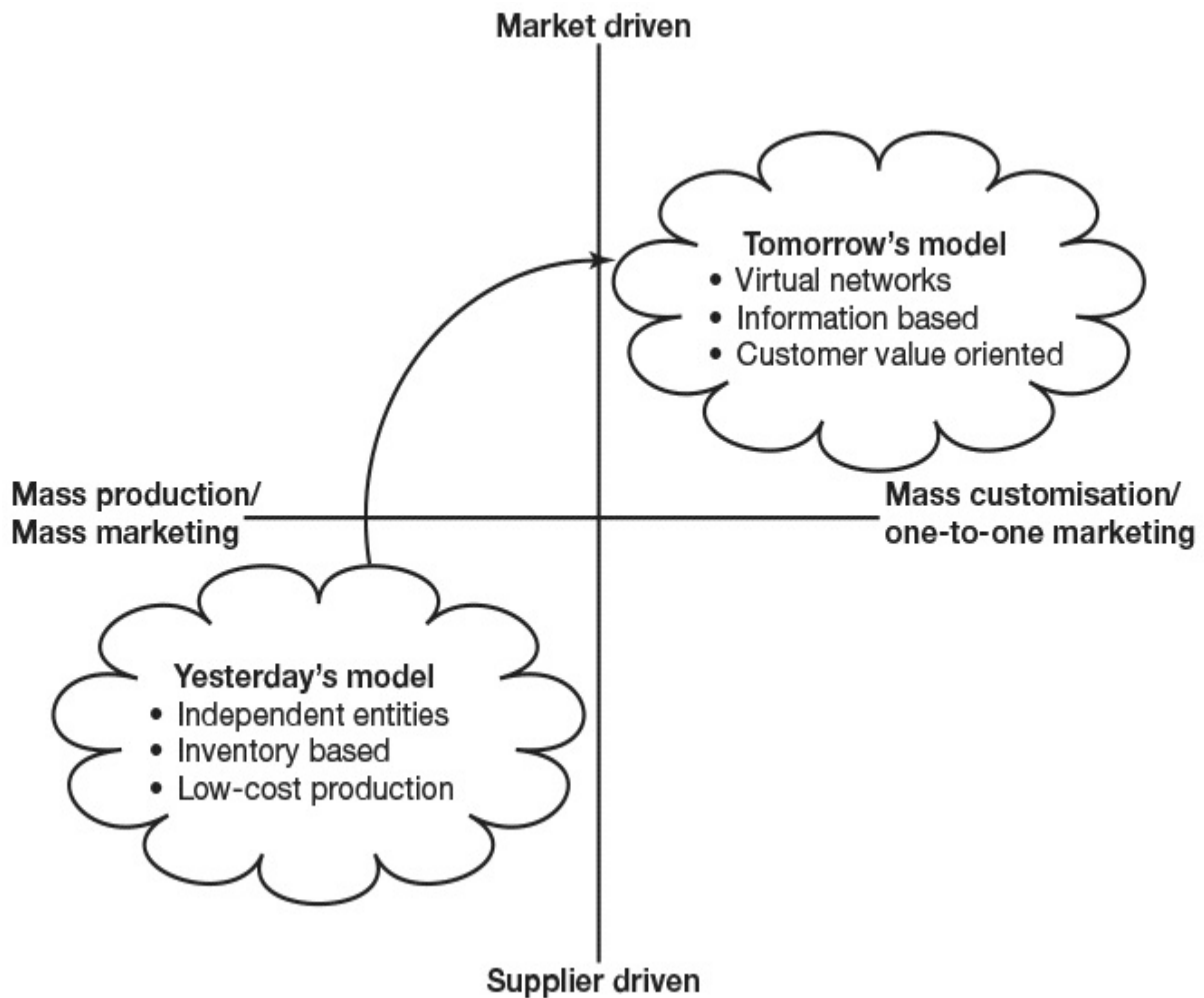 Market driven
Tomorrow's model
• Virtual networks
• Information based
• Customer value oriented
Mass production/
Mass marketing
Mass customisation/
one-to-one marketing
Yesterday's model
• Independent entities
• Inventory based
• Low-cost production
Supplier driven